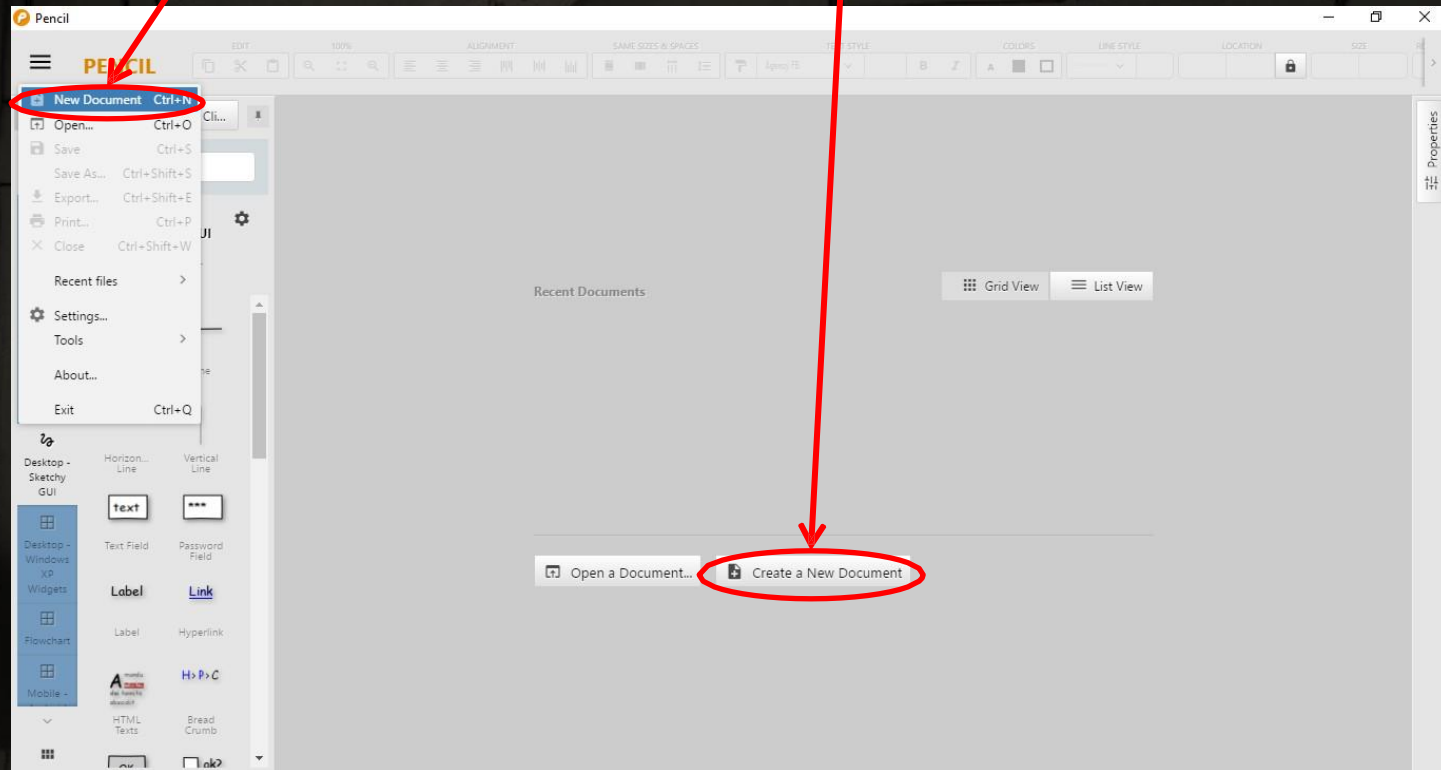 Pencil
EDIT
100%
ALIGNMENT
SAME SIZES & SPACES
TEXT STYLE
COLORS
LINE STYLE
LOCATION
SIZE
PENCIL
New Document Ctrl+N
Open... Ctrl+O
Cli...
Save Ctrl+S
Save As... Ctrl+Shift+S
Export... Ctrl+Shift+E
Print... Ctrl+P
Close Ctrl+Shift+W
Recent files
Settings...
Tools
About...
Exit Ctrl+Q
Properties
Recent Documents
Grid View
List View
Open a Document...
Create a New Document
Desktop -
Sketchy
GUI
Desktop -
Windows
XP
Widgets
Flowchart
Mobile -
Horizon...
Line
Vertical
Line
text
***
Text Field
Password
Field
Label
Link
Label
Hyperlink
H>P>C
HTML
Texts
Bread
Crumb
OK
ok?